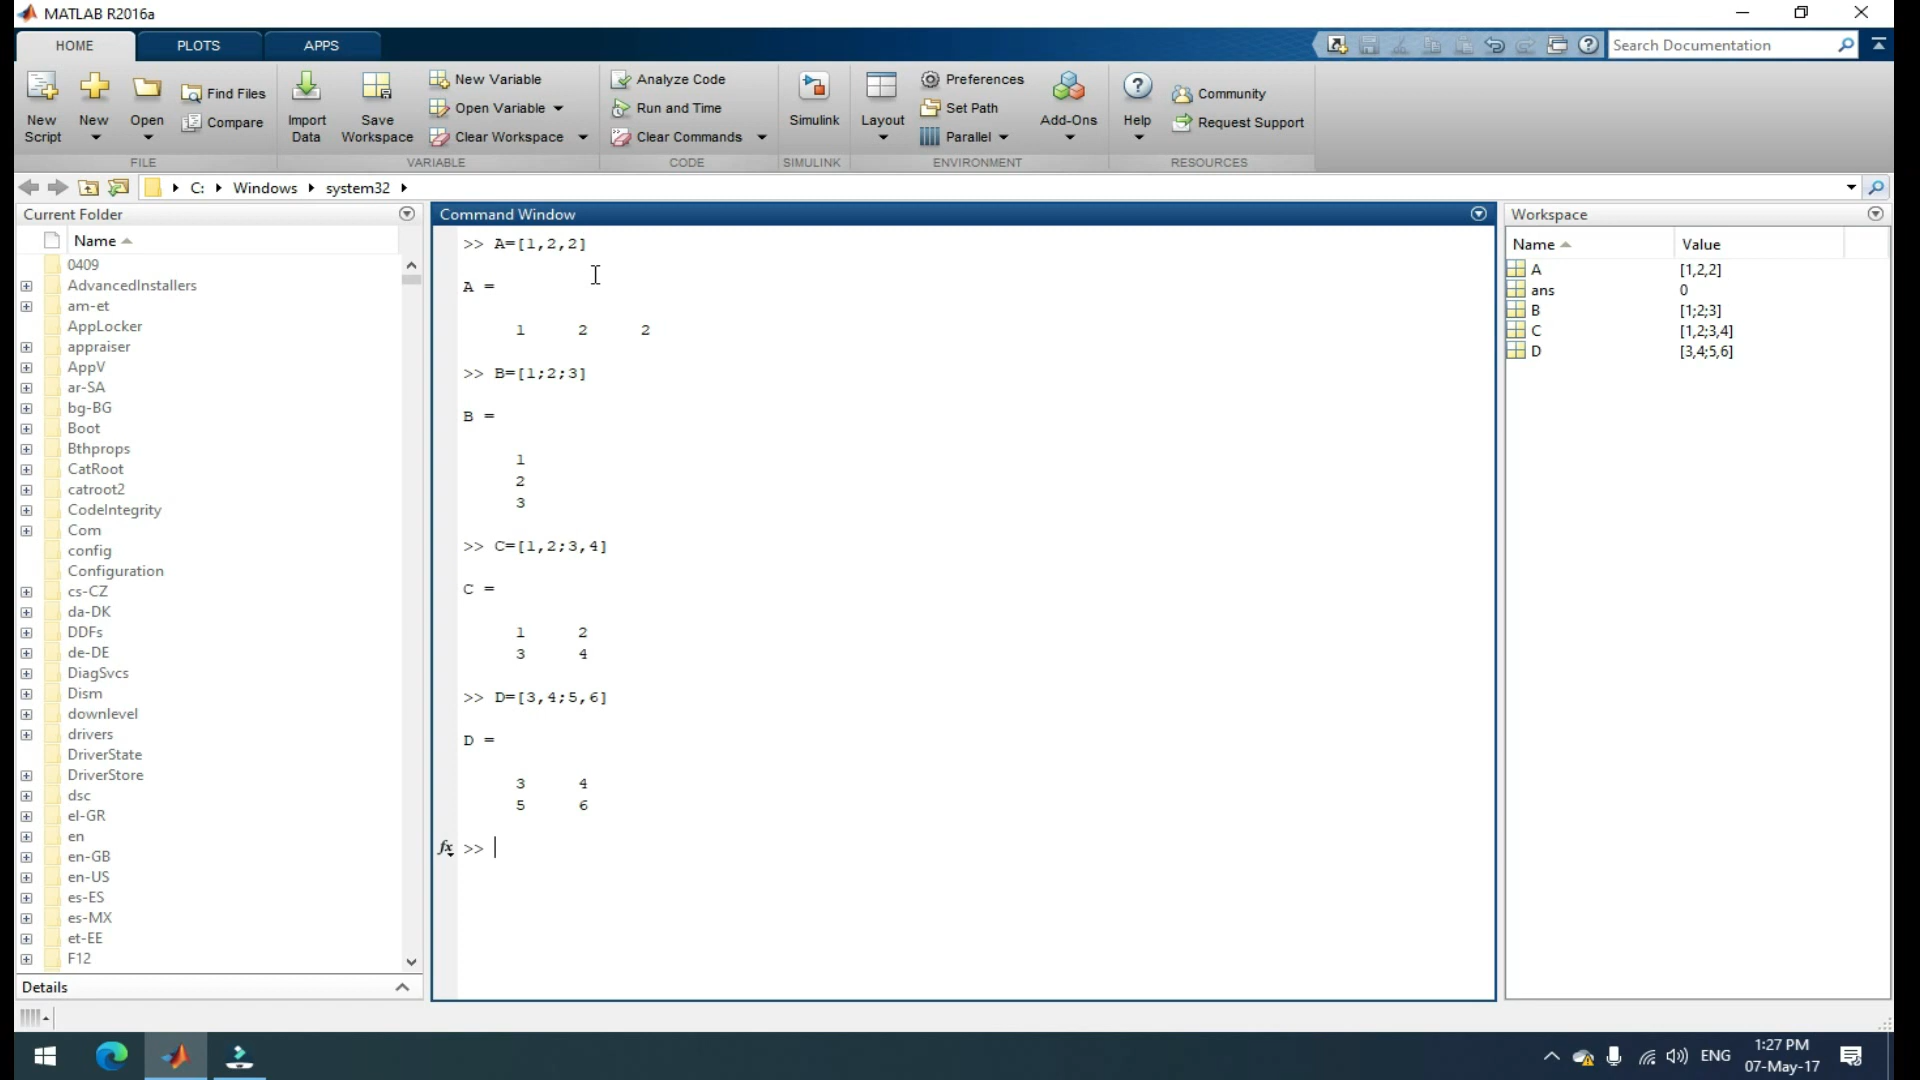 MATLAB R2016a
HOME
PLOTS
APPS
Search Documentation
New Script
New
Open
Find Files
Compare
FILE
Import Data
Save Workspace
New Variable
Open Variable
Clear Workspace
VARIABLE
Analyze Code
Run and Time
Clear Commands
CODE
Simulink
SIMULINK
Layout
Preferences
Set Path
Parallel
Add-Ons
ENVIRONMENT
Help
Community
Request Support
RESOURCES
C: Windows system32
Current Folder
Name
0409
AdvancedInstallers
am-et
AppLocker
appraiser
AppV
ar-SA
bg-BG
Boot
Bthprops
CatRoot
catroot2
CodeIntegrity
Com
config
Configuration
cs-CZ
da-DK
DDFs
de-DE
DiagSvcs
Dism
downlevel
drivers
DriverState
DriverStore
dsc
el-GR
en
en-GB
en-US
es-ES
es-MX
et-EE
F12
Details
Command Window
>> A=[1,2,2]
A =
1 2 2
>> B=[1;2;3]
B =
1
2
3
>> C=[1,2;3,4]
C =
1 2
3 4
>> D=[3,4;5,6]
D =
3 4
5 6
fx >>
Workspace
Name Value
A [1,2,2]
ans 0
B [1;2;3]
C [1,2;3,4]
D [3,4;5,6]
ENG
1:27 PM
07-May-17